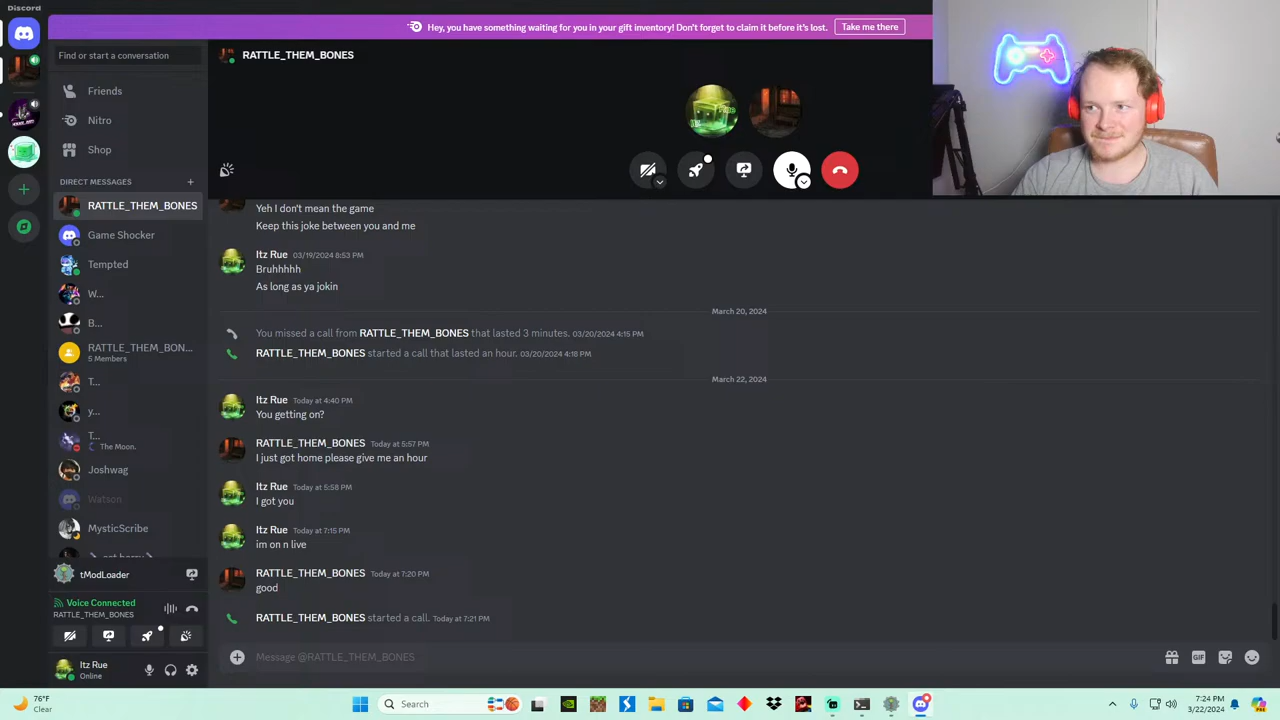 Discord
Hey, you have something waiting for you in your gift inventory! Don't forget to claim it before it's lost.
Take me there
Find or start a conversation
RATTLE_THEM_BONES
Friends
Nitro
Shop
DIRECT MESSAGES
RATTLE_THEM_BONES
Game Shocker
Tempted
W...
B...
RATTLE_THEM_BON...
5 Members
T...
y...
T...
The Moon.
Joshwag
Watson
MysticScribe
tModLoader
Voice Connected
RATTLE_THEM_BONES
Itz Rue
Online
Yeh I don't mean the game
Keep this joke between you and me
Itz Rue 03/19/2024 8:53 PM
Bruhhhhh
As long as ya jokin
March 20, 2024
You missed a call from RATTLE_THEM_BONES that lasted 3 minutes. 03/20/2024 4:15 PM
RATTLE_THEM_BONES started a call that lasted an hour. 03/20/2024 4:18 PM
March 22, 2024
Itz Rue Today at 4:40 PM
You getting on?
RATTLE_THEM_BONES Today at 5:57 PM
I just got home please give me an hour
Itz Rue Today at 5:58 PM
I got you
Itz Rue Today at 7:15 PM
im on n live
RATTLE_THEM_BONES Today at 7:20 PM
good
RATTLE_THEM_BONES started a call. Today at 7:21 PM
Message @RATTLE_THEM_BONES
GIF
76°F
Clear
Search
7:24 PM
3/22/2024